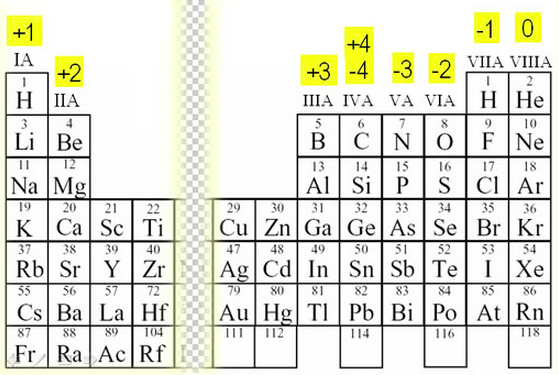 +1 -1 0
+4
IA +2 +3 -4 -3 -2 VIIA VIIIA
1 1 2
H IIA IIIA IVA VA VIA H He
3 4 5 6 7 8 9 10
Li Be B C N O F Ne
11 12 13 14 15 16 17 18
Na Mg Al Si P S Cl Ar
19 20 21 22 29 30 31 32 33 34 35 36
K Ca Sc Ti Cu Zn Ga Ge As Se Br Kr
37 38 39 40 47 48 49 50 51 52 53 54
Rb Sr Y Zr Ag Cd In Sn Sb Te I Xe
55 56 57 72 79 80 81 82 83 84 85 86
Cs Ba La Hf Au Hg Tl Pb Bi Po At Rn
87 88 89 104 111 112 114 116 118
Fr Ra Ac Rf